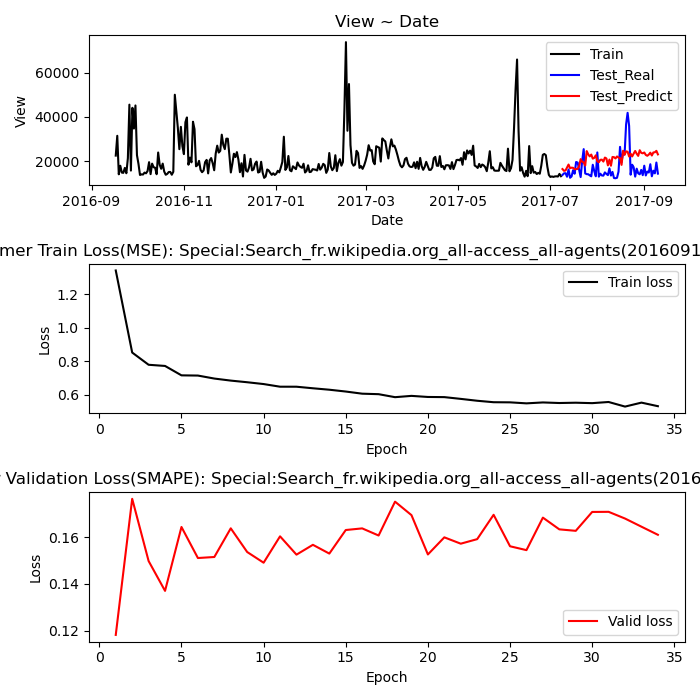 View ~ Date
60000
40000
20000
View
Train
Test_Real
Test_Predict
2016-09 2016-11 2017-01 2017-03 2017-05 2017-07 2017-09
Date
mer Train Loss(MSE): Special:Search_fr.wikipedia.org_all-access_all-agents(2016091
1.2
1.0
0.8
0.6
Loss
Train loss
0 5 10 15 20 25 30 35
Epoch
Validation Loss(SMAPE): Special:Search_fr.wikipedia.org_all-access_all-agents(2016
0.16
0.14
0.12
Loss
Valid loss
0 5 10 15 20 25 30 35
Epoch